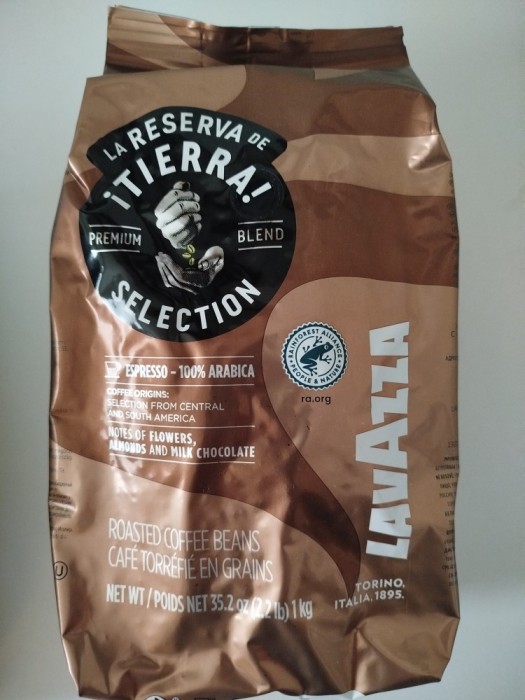 LA RESERVA DE
¡TIERRA!
PREMIUM BLEND
SELECTION
ESPRESSO - 100% ARABICA
COFFEE ORIGINS:
SELECTION FROM CENTRAL
AND SOUTH AMERICA
NOTES OF FLOWERS,
ALMONDS AND MILK CHOCOLATE
RAINFOREST ALLIANCE
PEOPLE & NATURE
ra.org
LAVAZZA
TORINO,
ITALIA, 1895.
ROASTED COFFEE BEANS
CAFÉ TORRÉFIÉ EN GRAINS
NET WT / POIDS NET 35.2 oz (2.2 lb) 1 kg
U